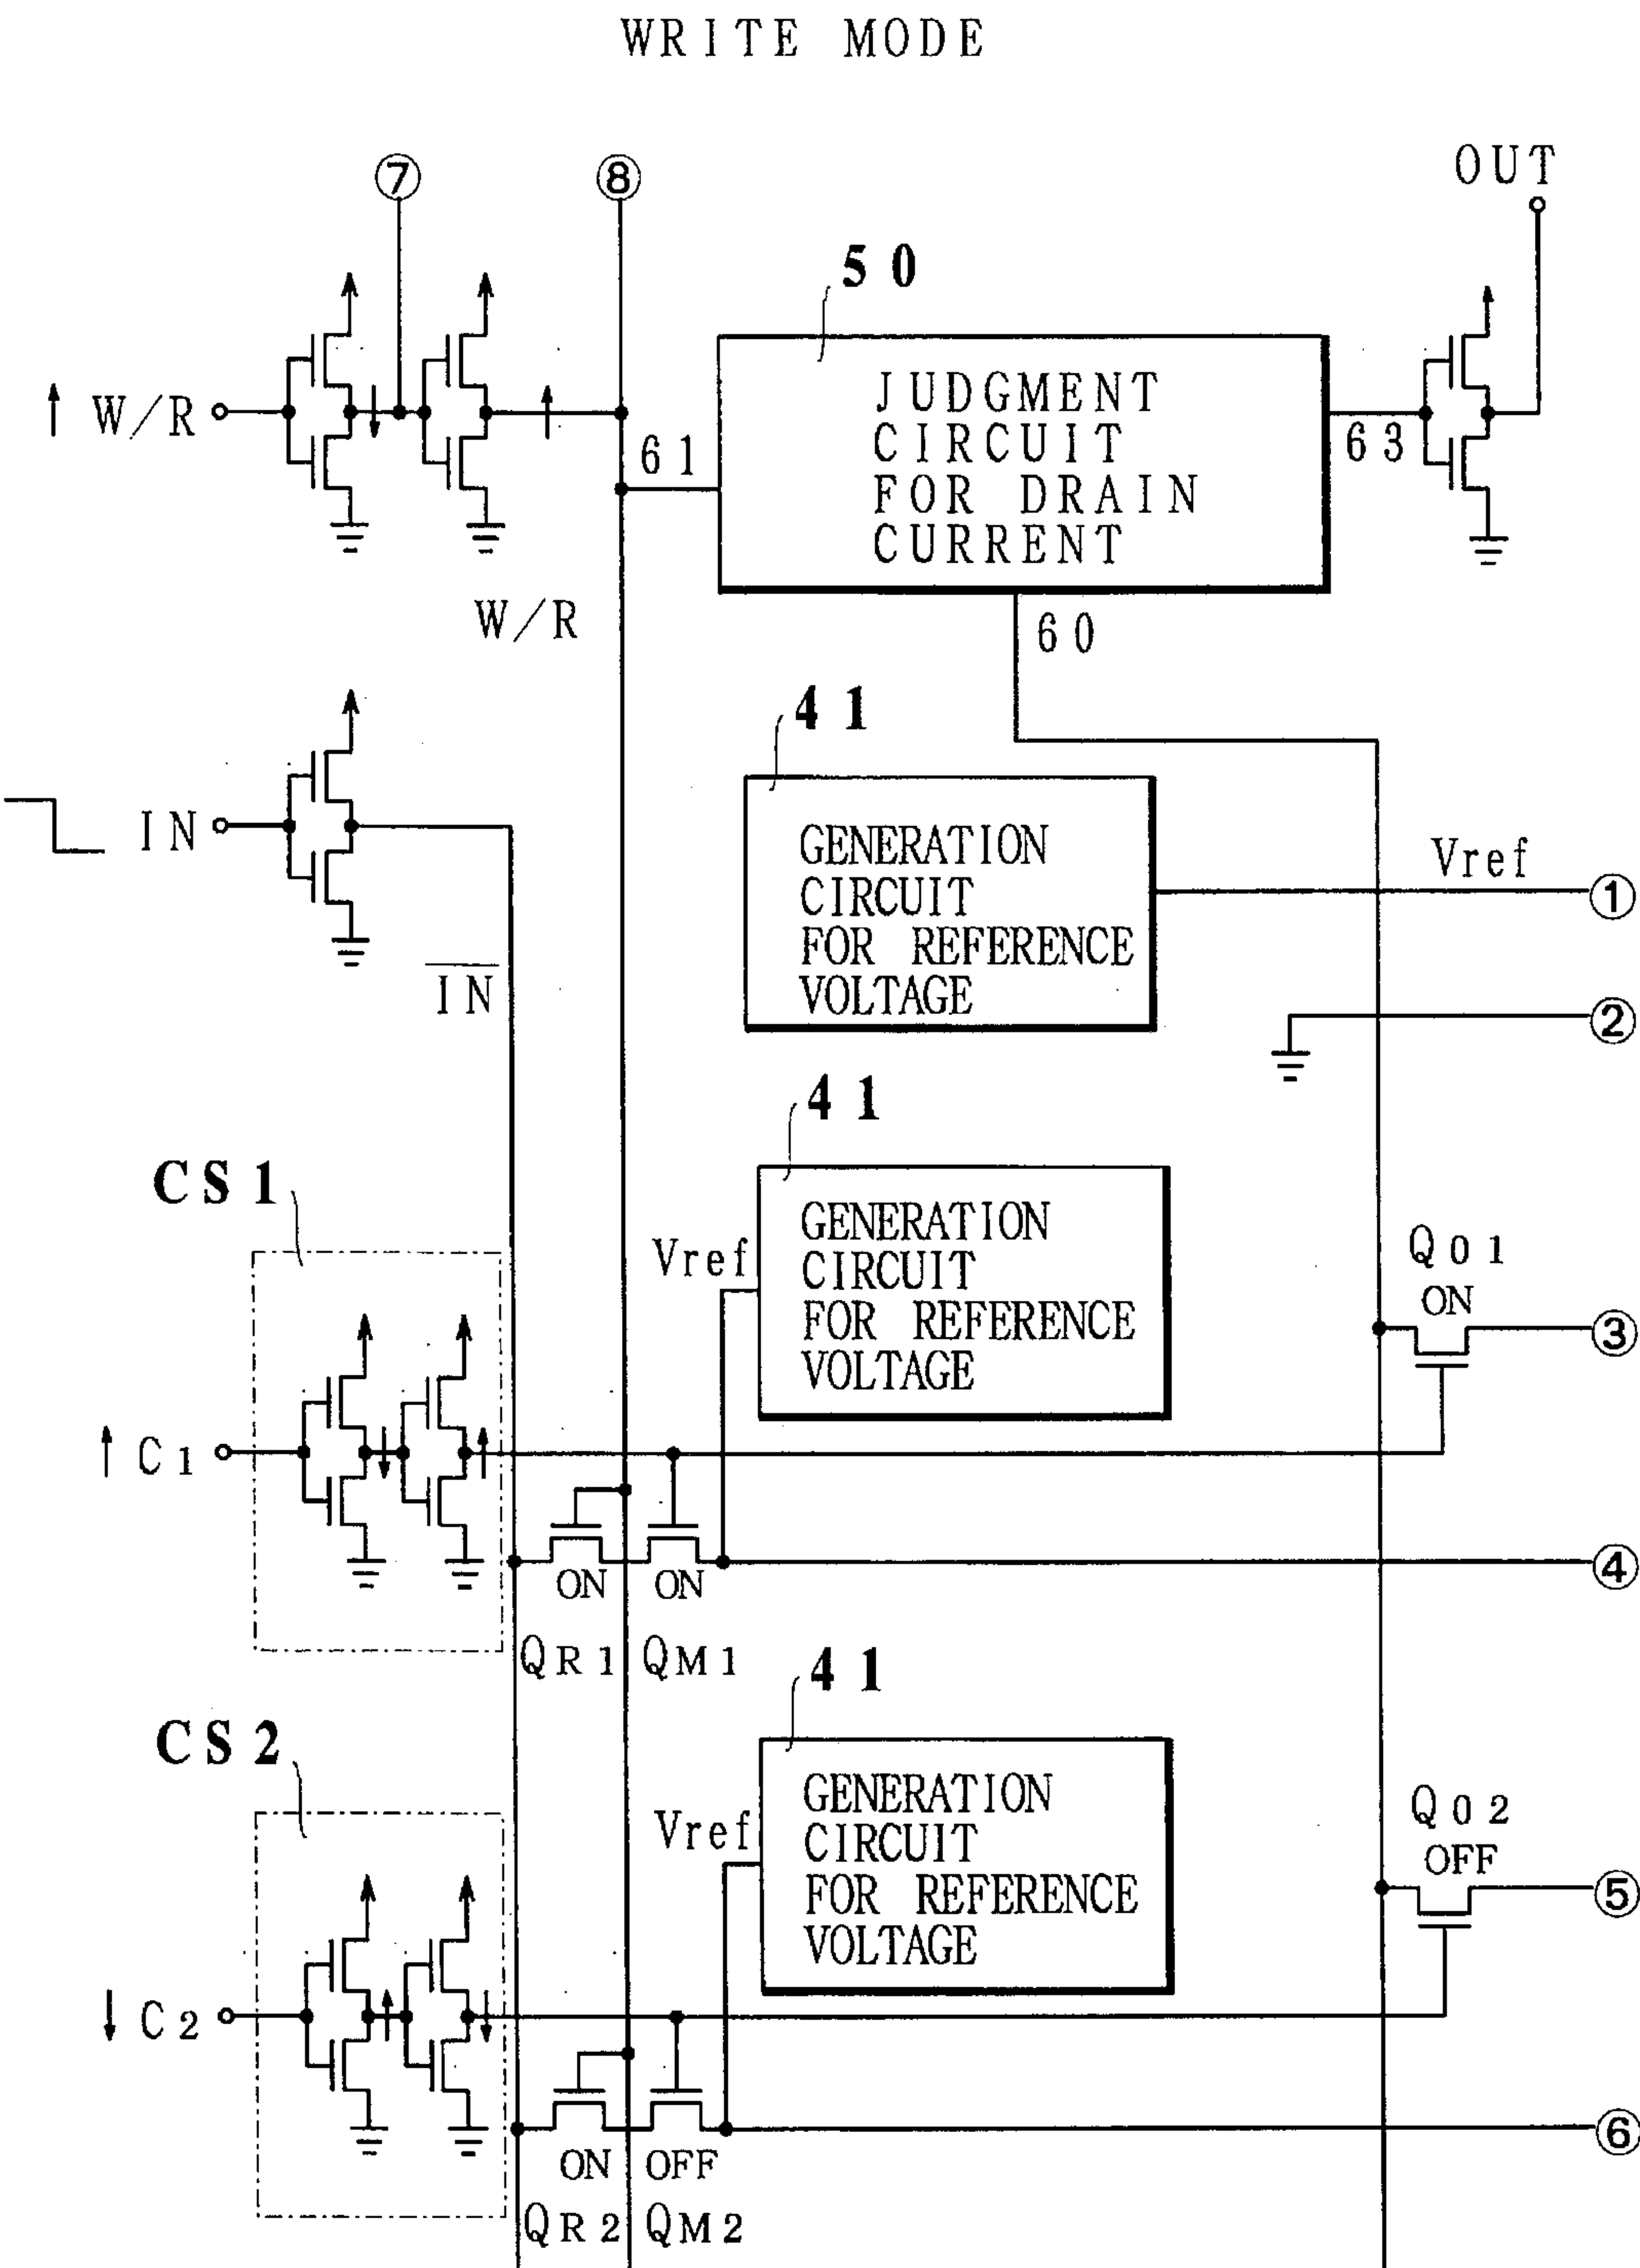 WRITE MODE
⑦
⑧
OUT
50
W/R
JUDGMENT
CIRCUIT
FOR DRAIN
CURRENT
61
63
W/R
60
41
IN
GENERATION
CIRCUIT
FOR REFERENCE
VOLTAGE
Vref
①
IN
②
41
CS1
GENERATION
CIRCUIT
FOR REFERENCE
VOLTAGE
Vref
Q01
ON
③
C1
ON
ON
④
QR1
QM1
41
CS2
GENERATION
CIRCUIT
FOR REFERENCE
VOLTAGE
Vref
Q02
OFF
⑤
C2
ON
OFF
⑥
QR2
QM2